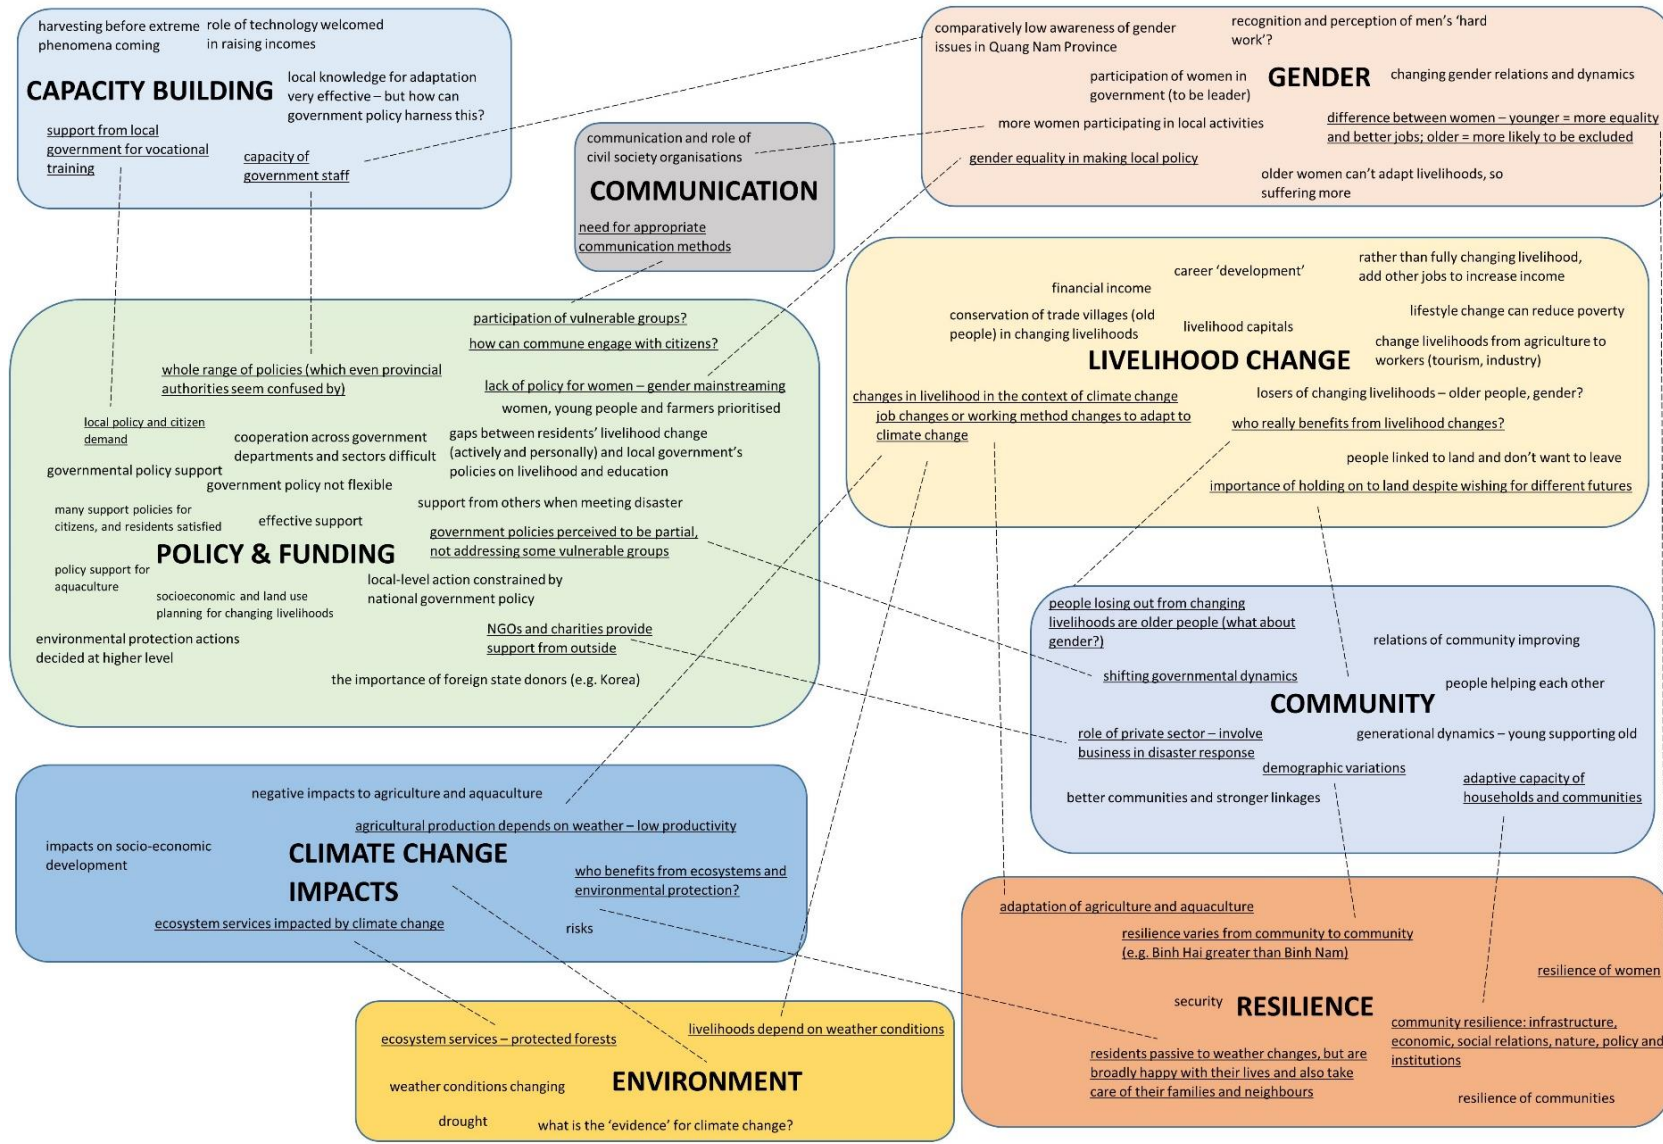 harvesting before extreme
phenomena coming
role of technology welcomed
in raising incomes
CAPACITY BUILDING
local knowledge for adaptation
very effective – but how can
government policy harness this?
support from local
government for vocational
training
capacity of
government staff
comparatively low awareness of gender
issues in Quang Nam Province
recognition and perception of men's 'hard
work'?
participation of women in
government (to be leader)
GENDER
changing gender relations and dynamics
more women participating in local activities
difference between women – younger = more equality
and better jobs; older = more likely to be excluded
gender equality in making local policy
older women can't adapt livelihoods, so
suffering more
communication and role of
civil society organisations
COMMUNICATION
need for appropriate
communication methods
rather than fully changing livelihood,
add other jobs to increase income
career 'development'
financial income
conservation of trade villages (old
people) in changing livelihoods
livelihood capitals
lifestyle change can reduce poverty
LIVELIHOOD CHANGE
change livelihoods from agriculture to
workers (tourism, industry)
changes in livelihood in the context of climate change
job changes or working method changes to adapt to
climate change
losers of changing livelihoods – older people, gender?
who really benefits from livelihood changes?
people linked to land and don't want to leave
importance of holding on to land despite wishing for different futures
participation of vulnerable groups?
how can commune engage with citizens?
whole range of policies (which even provincial
authorities seem confused by)
lack of policy for women – gender mainstreaming
women, young people and farmers prioritised
local policy and citizen
demand
cooperation across government
departments and sectors difficult
gaps between residents' livelihood change
(actively and personally) and local government's
policies on livelihood and education
governmental policy support
government policy not flexible
support from others when meeting disaster
many support policies for
citizens, and residents satisfied
effective support
government policies perceived to be partial,
not addressing some vulnerable groups
POLICY & FUNDING
policy support for
aquaculture
socioeconomic and land use
planning for changing livelihoods
local-level action constrained by
national government policy
environmental protection actions
decided at higher level
NGOs and charities provide
support from outside
the importance of foreign state donors (e.g. Korea)
people losing out from changing
livelihoods are older people (what about
gender?)
relations of community improving
shifting governmental dynamics
people helping each other
COMMUNITY
role of private sector – involve
business in disaster response
generational dynamics – young supporting old
demographic variations
better communities and stronger linkages
adaptive capacity of
households and communities
negative impacts to agriculture and aquaculture
agricultural production depends on weather – low productivity
impacts on socio-economic
development
CLIMATE CHANGE
IMPACTS
who benefits from ecosystems and
environmental protection?
ecosystem services impacted by climate change
risks
adaptation of agriculture and aquaculture
resilience varies from community to community
(e.g. Binh Hai greater than Binh Nam)
resilience of women
security
RESILIENCE
community resilience: infrastructure,
economic, social relations, nature, policy and
institutions
residents passive to weather changes, but are
broadly happy with their lives and also take
care of their families and neighbours
resilience of communities
livelihoods depend on weather conditions
ecosystem services – protected forests
ENVIRONMENT
weather conditions changing
drought
what is the 'evidence' for climate change?